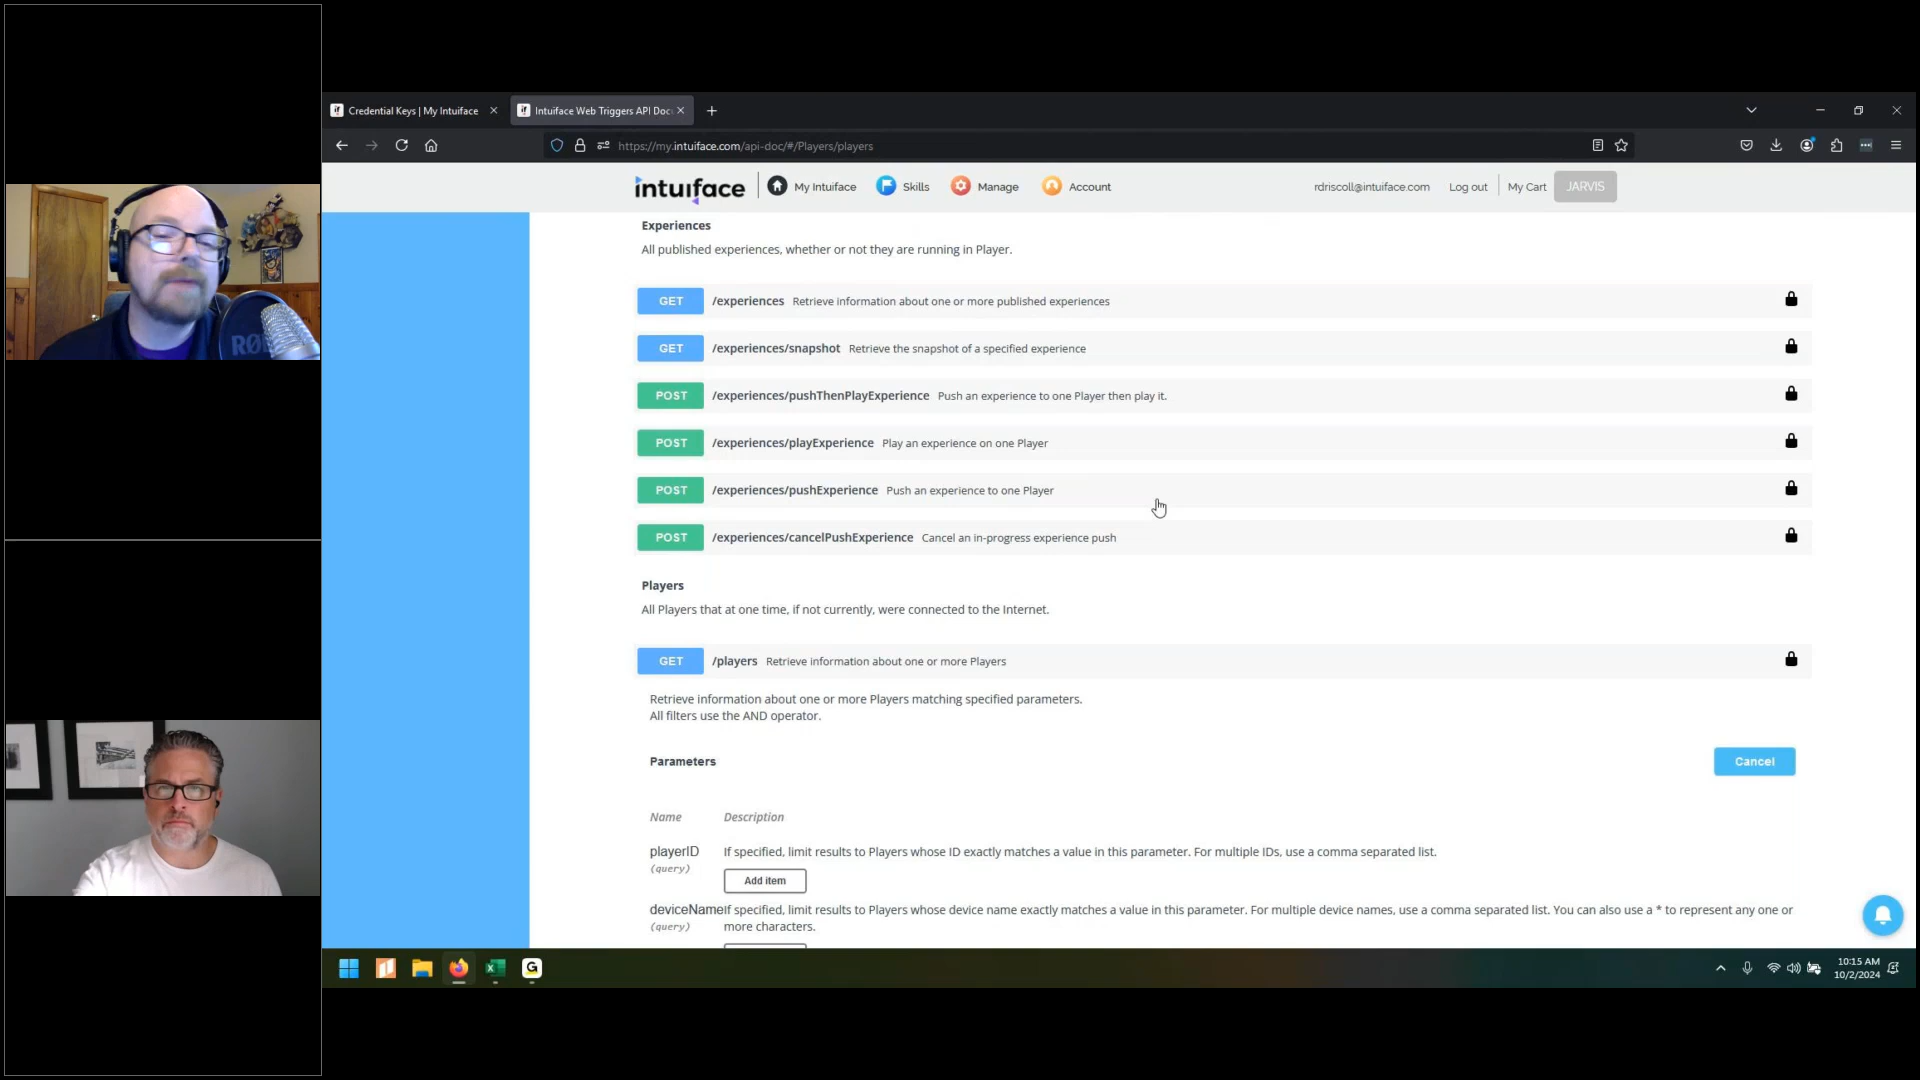 Credential Keys | My Intuiface
Intuiface Web Triggers API Doc
https://my.intuiface.com/api-doc/#/Players/players
intuıface
My Intuiface
Skills
Manage
Account
rdriscoll@intuiface.com
Log out
My Cart
JARVIS
Experiences
All published experiences, whether or not they are running in Player.
GET /experiences Retrieve information about one or more published experiences
GET /experiences/snapshot Retrieve the snapshot of a specified experience
POST /experiences/pushThenPlayExperience Push an experience to one Player then play it.
POST /experiences/playExperience Play an experience on one Player
POST /experiences/pushExperience Push an experience to one Player
POST /experiences/cancelPushExperience Cancel an in-progress experience push
Players
All Players that at one time, if not currently, were connected to the Internet.
GET /players Retrieve information about one or more Players
Retrieve information about one or more Players matching specified parameters.
All filters use the AND operator.
Parameters
Cancel
Name Description
playerID If specified, limit results to Players whose ID exactly matches a value in this parameter. For multiple IDs, use a comma separated list.
(query)
Add item
deviceName If specified, limit results to Players whose device name exactly matches a value in this parameter. For multiple device names, use a comma separated list. You can also use a * to represent any one or
(query) more characters.
10:15 AM
10/2/2024